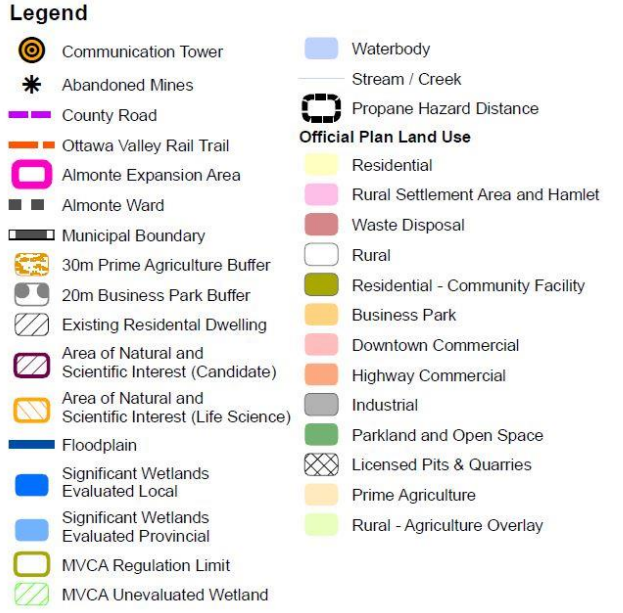 Legend
Communication Tower
Abandoned Mines
County Road
Ottawa Valley Rail Trail
Almonte Expansion Area
Almonte Ward
Municipal Boundary
30m Prime Agriculture Buffer
20m Business Park Buffer
Existing Residental Dwelling
Area of Natural and
Scientific Interest (Candidate)
Area of Natural and
Scientific Interest (Life Science)
Floodplain
Significant Wetlands
Evaluated Local
Significant Wetlands
Evaluated Provincial
MVCA Regulation Limit
MVCA Unevaluated Wetland
Waterbody
Stream / Creek
Propane Hazard Distance
Official Plan Land Use
Residential
Rural Settlement Area and Hamlet
Waste Disposal
Rural
Residential - Community Facility
Business Park
Downtown Commercial
Highway Commercial
Industrial
Parkland and Open Space
Licensed Pits & Quarries
Prime Agriculture
Rural - Agriculture Overlay